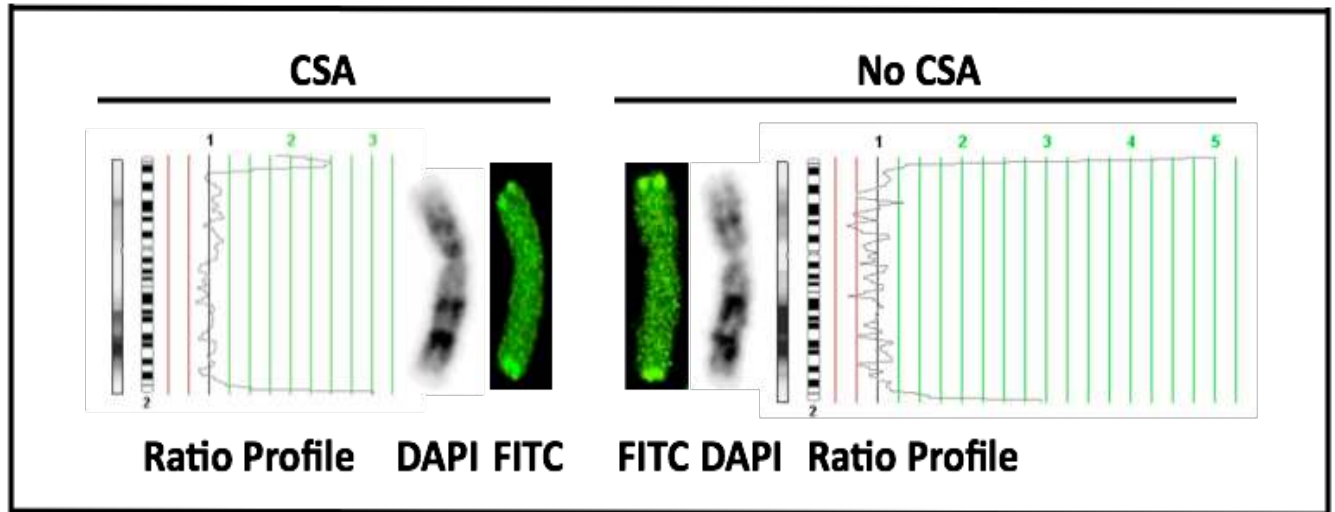 CSA No CSA
1 2 3 1 2 3 4 5
2 2
Ratio Profile DAPI FITC FITC DAPI Ratio Profile